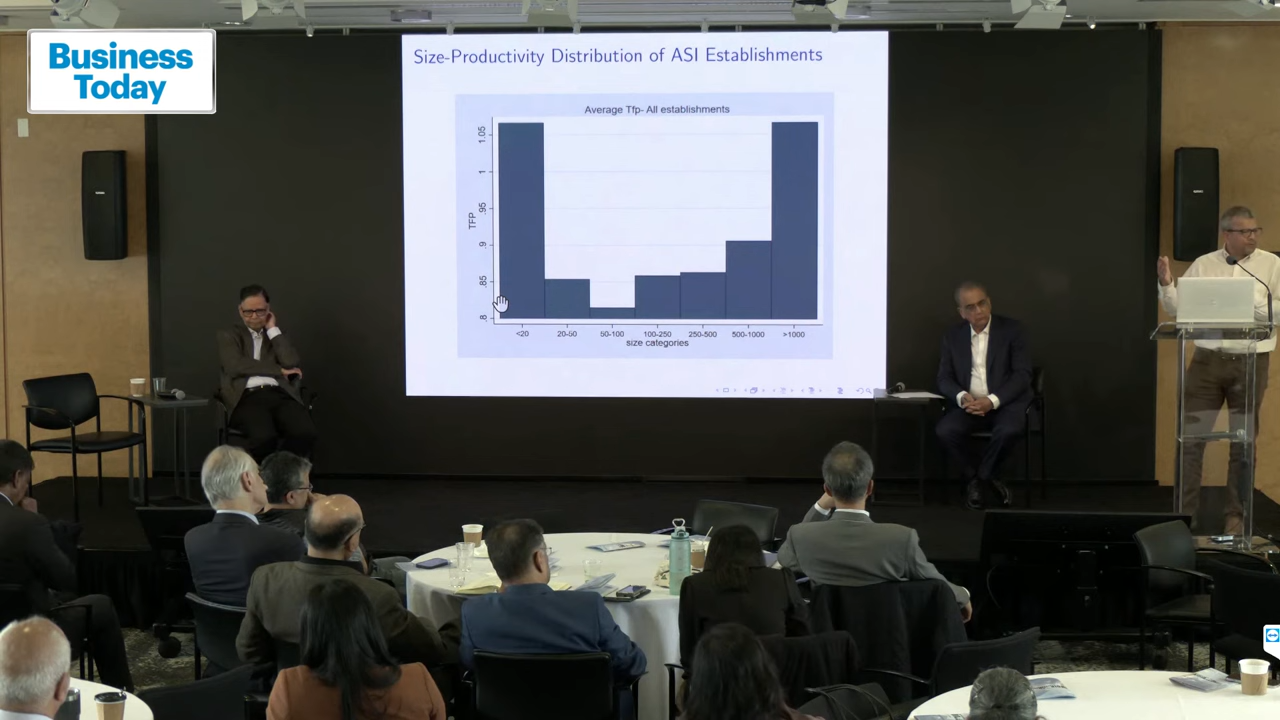 Business
Today
Size-Productivity Distribution of ASI Establishments
Average Tfp- All establishments
TFP
1.05
1
.95
.9
.85
.8
<20
20-50
50-100
100-250
250-500
500-1000
>1000
size categories